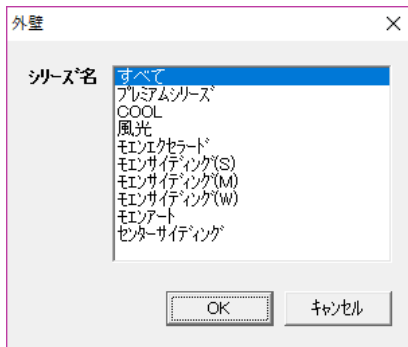 外壁
シリーズ名
すべて
プレミアムシリーズ
COOL
風光
モエンエクセラード
モエンサイディング(S)
モエンサイディング(M)
モエンサイディング(W)
モエンアート
センターサイディング
OK
キャンセル